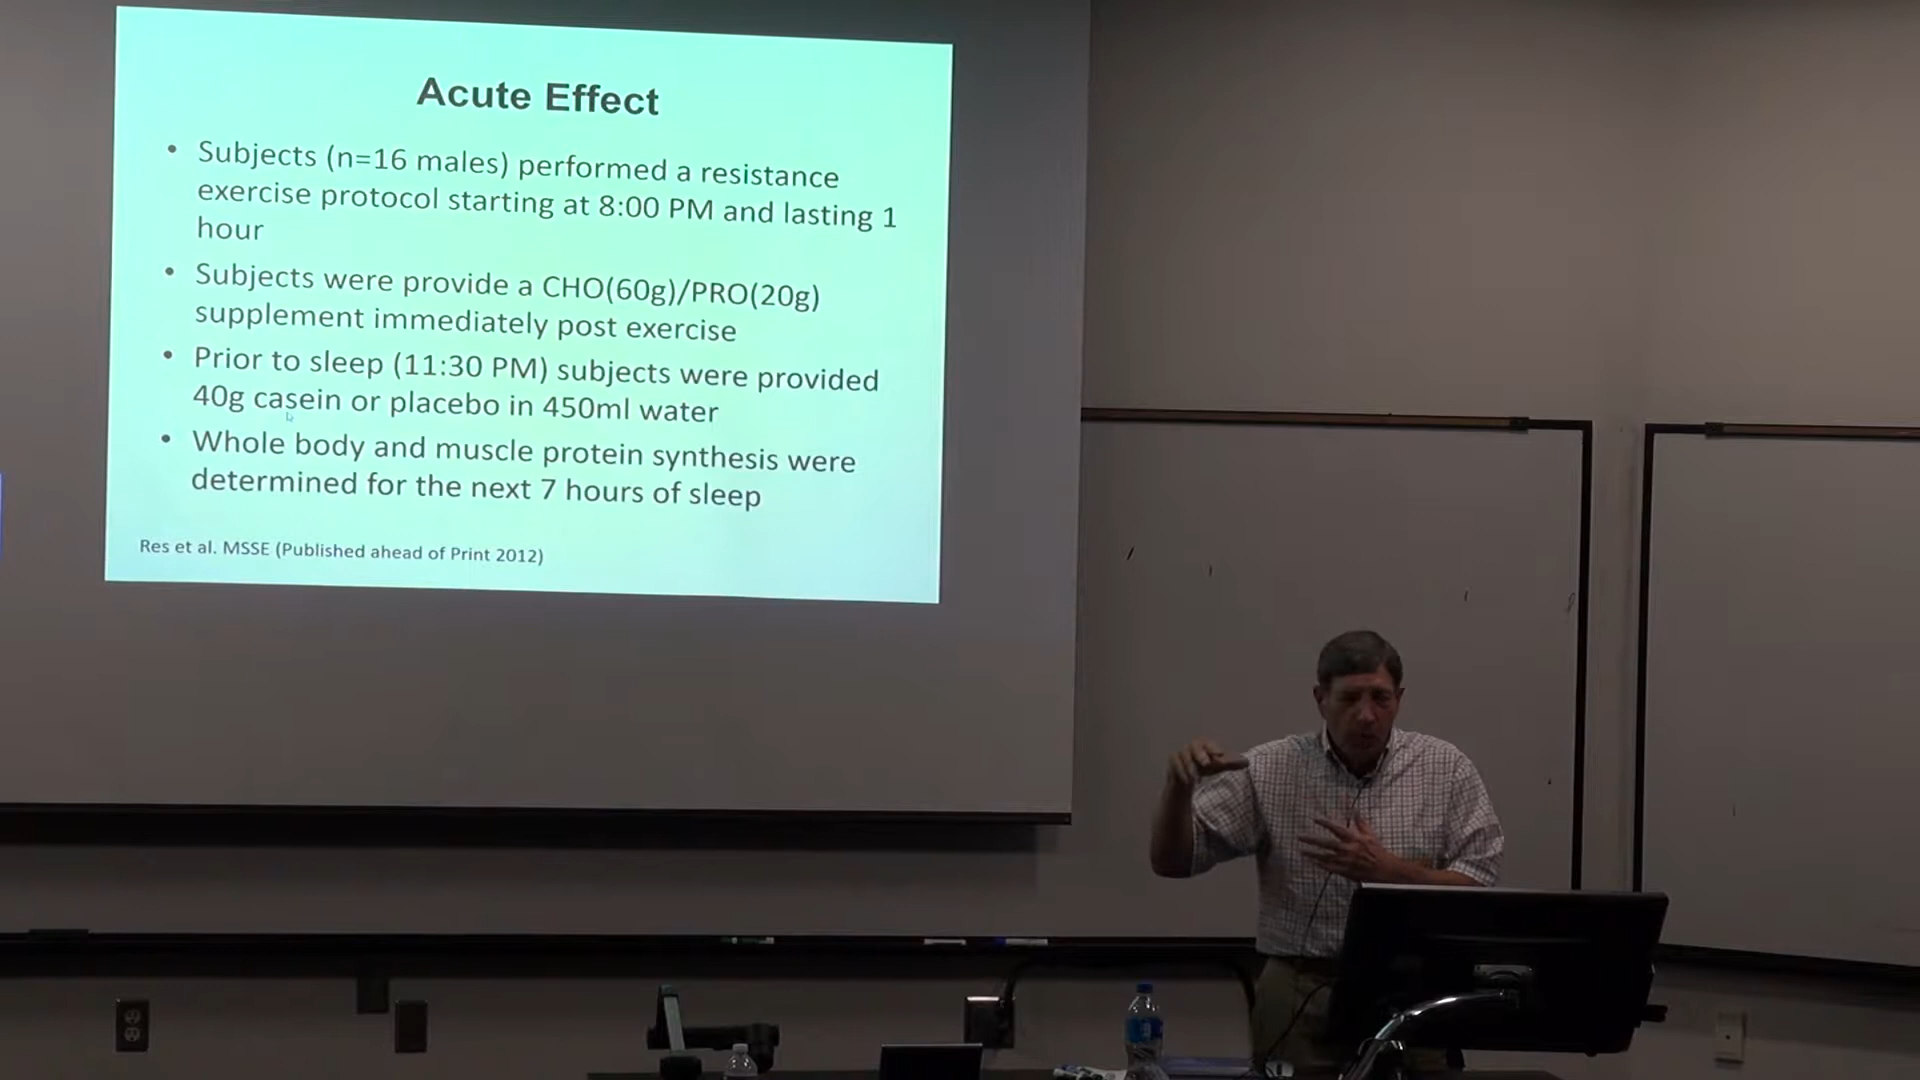 Acute Effect
• Subjects (n=16 males) performed a resistance
exercise protocol starting at 8:00 PM and lasting 1
hour
• Subjects were provide a CHO(60g)/PRO(20g)
supplement immediately post exercise
• Prior to sleep (11:30 PM) subjects were provided
40g casein or placebo in 450ml water
• Whole body and muscle protein synthesis were
determined for the next 7 hours of sleep
Res et al. MSSE (Published ahead of Print 2012)